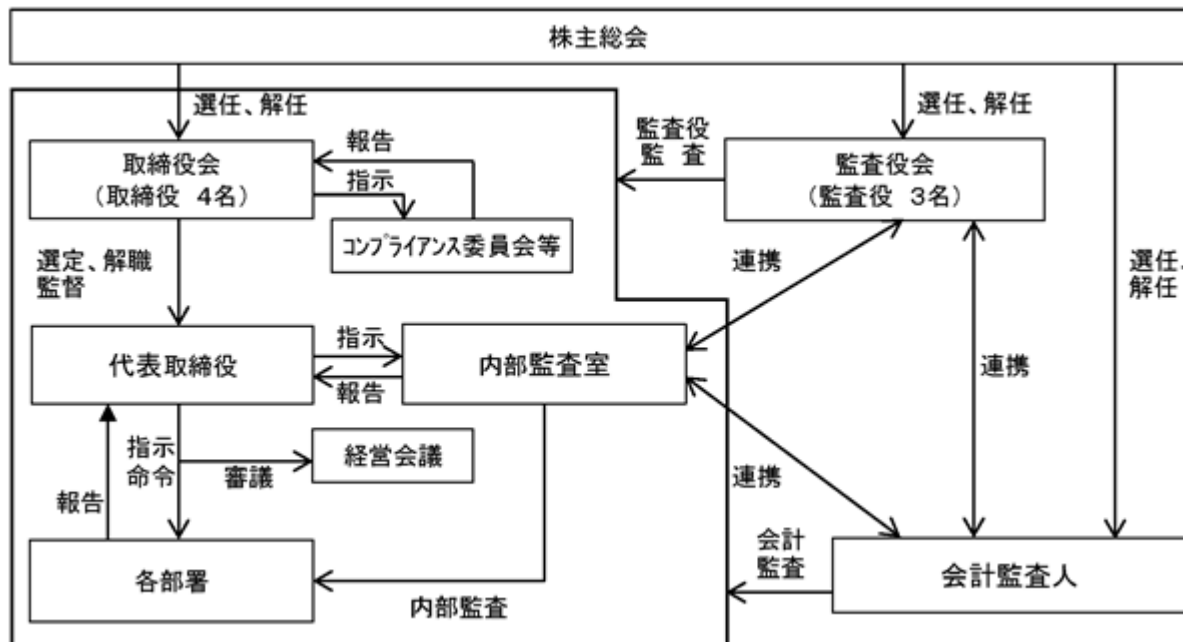 株主総会
選任、解任
選任、解任
選任、
解任
取締役会
（取締役 4名）
報告
指示
コンプライアンス委員会等
監査役
監 査
監査役会
（監査役 3名）
選定、解職
監督
連携
連携
代表取締役
指示
報告
内部監査室
指示
命令
審議
経営会議
報告
連携
各部署
内部監査
会計
監査
会計監査人